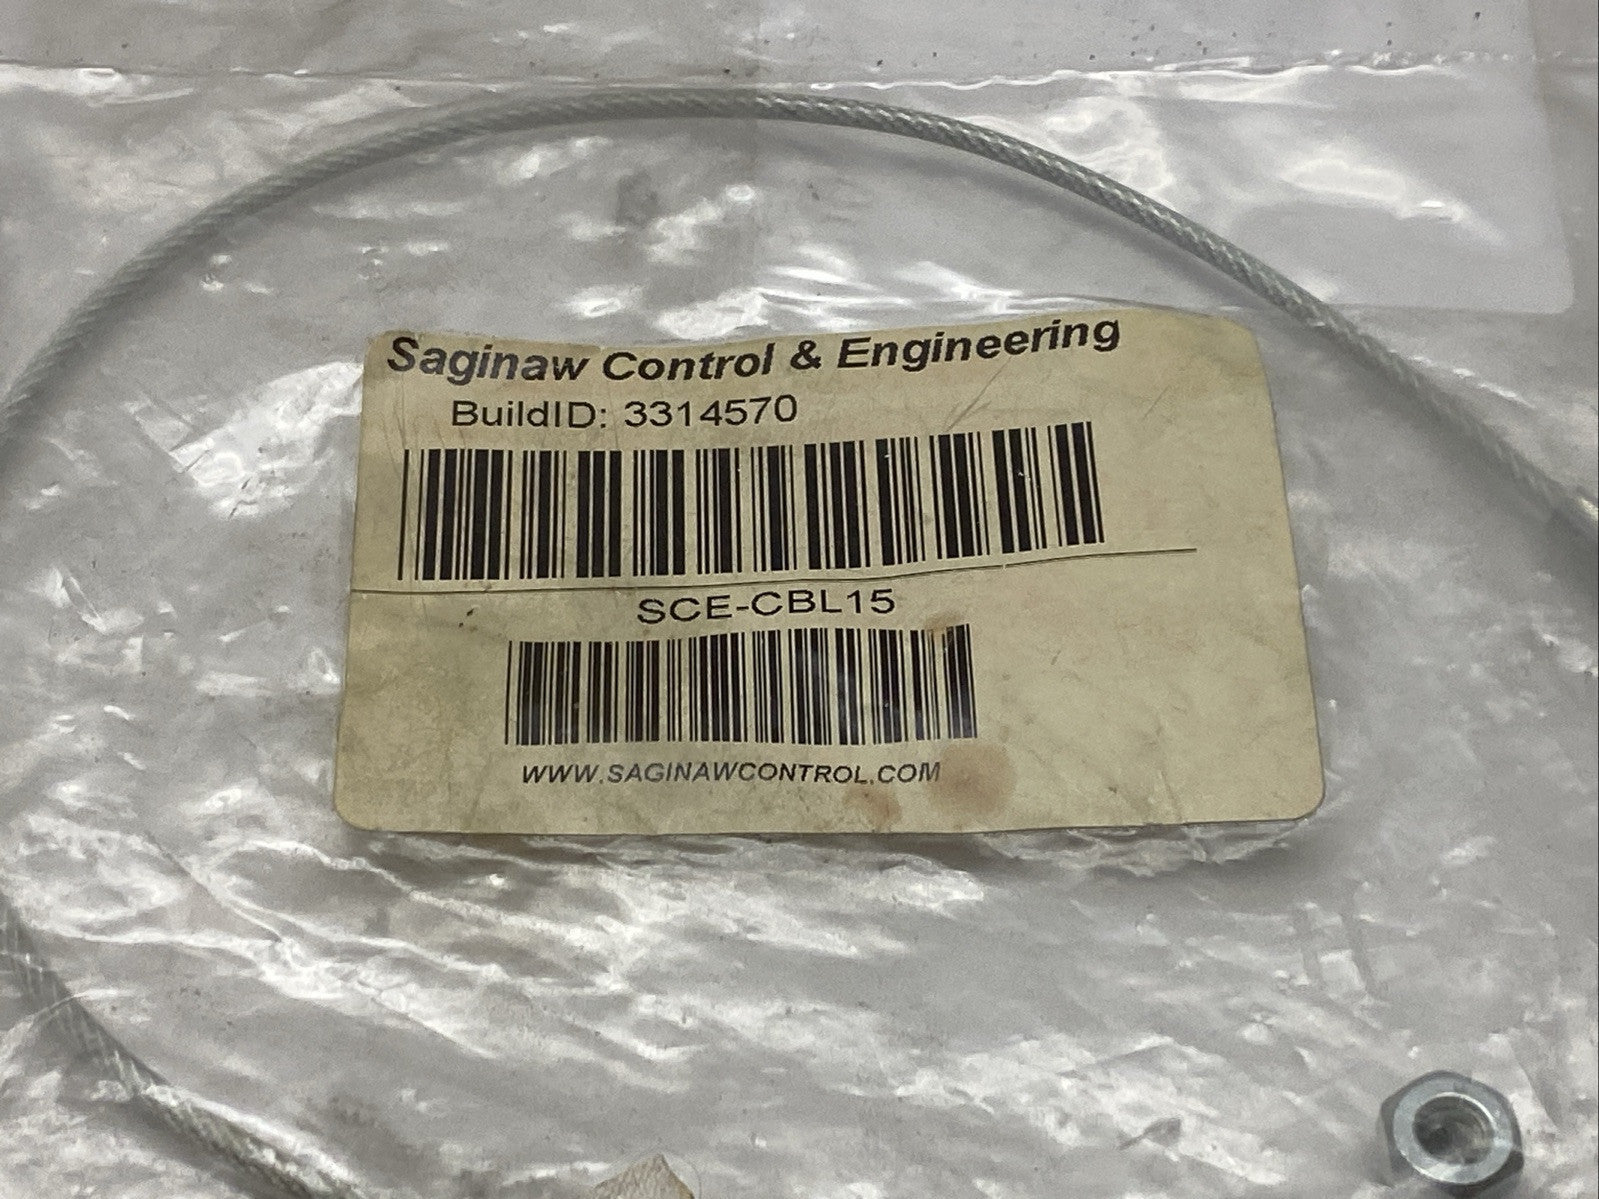 Saginaw Control & Engineering
BuildID: 3314570
SCE-CBL15
WWW.SAGINAWCONTROL.COM